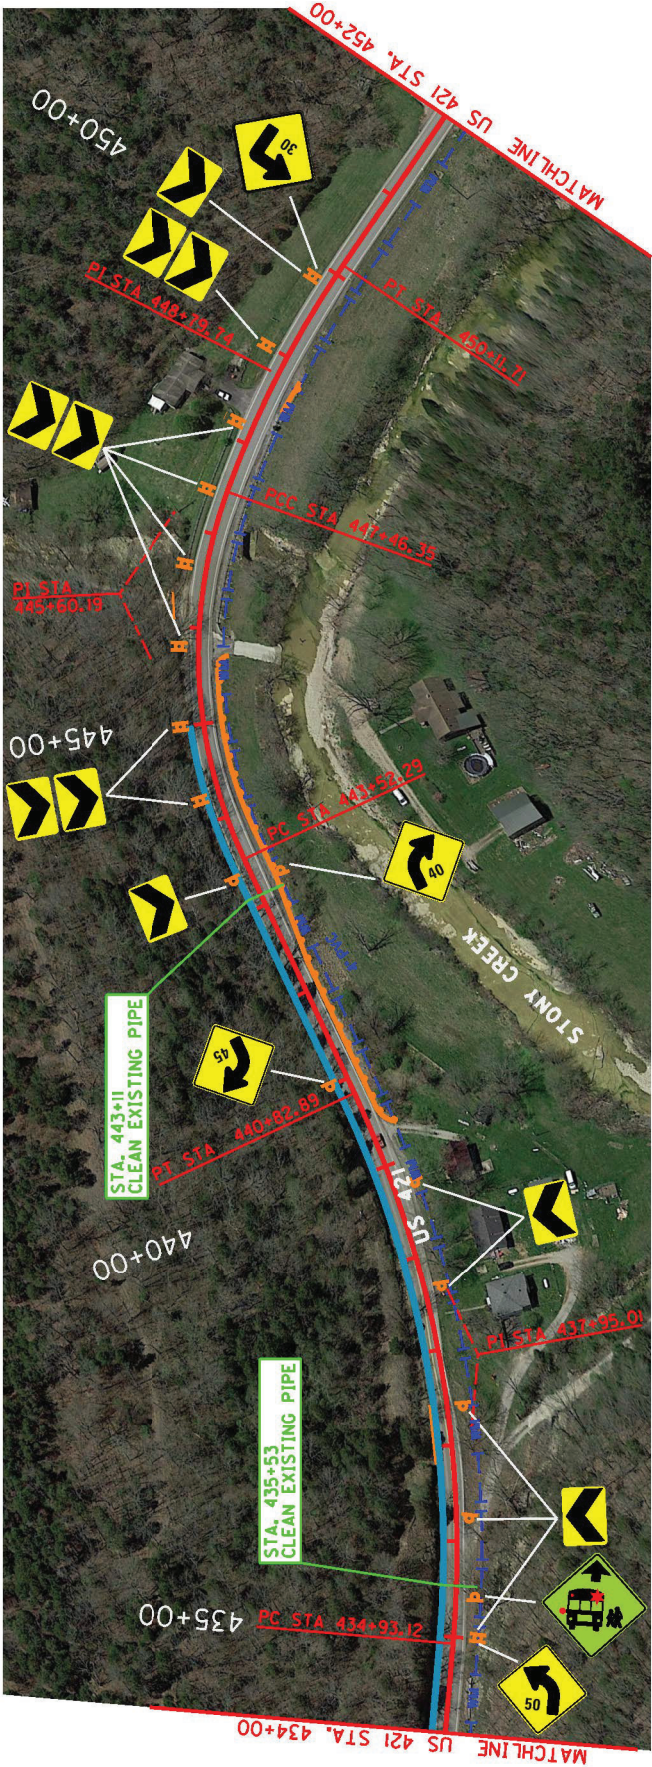 MATCHLINE US 421 STA. 452+00
450+00
30
PI STA 448+79.74
PT STA 450+11.71
PCC STA 447+46.35
PI STA
445+60.19
445+00
PC STA 443+52.29
40
STONY CREEK
STA. 443+11
CLEAN EXISTING PIPE
45
PT STA 440+82.89
US 421
440+00
PI STA 437+95.01
STA. 435+53
CLEAN EXISTING PIPE
435+00
PC STA 434+93.12
50
MATCHLINE US 421 STA. 434+00